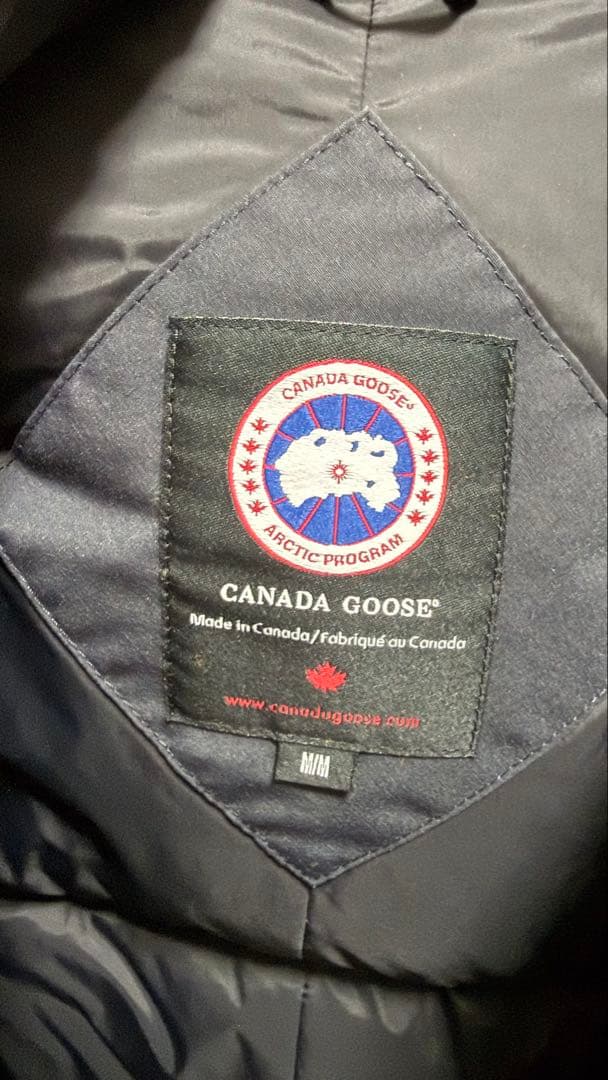 CANADA GOOSE®
ARCTIC PROGRAM
CANADA GOOSE®
Made in Canada/Fabriqué au Canada
www.canadagoose.com
M/M